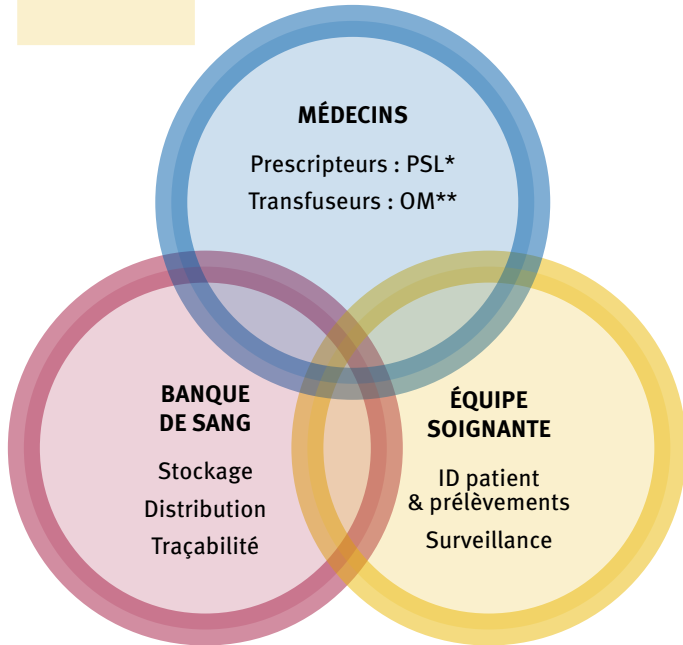 MÉDECINS
Prescripteurs : PSL*
Transfuseurs : OM**
BANQUE
DE SANG
Stockage
Distribution
Traçabilité
ÉQUIPE
SOIGNANTE
ID patient
& prélèvements
Surveillance